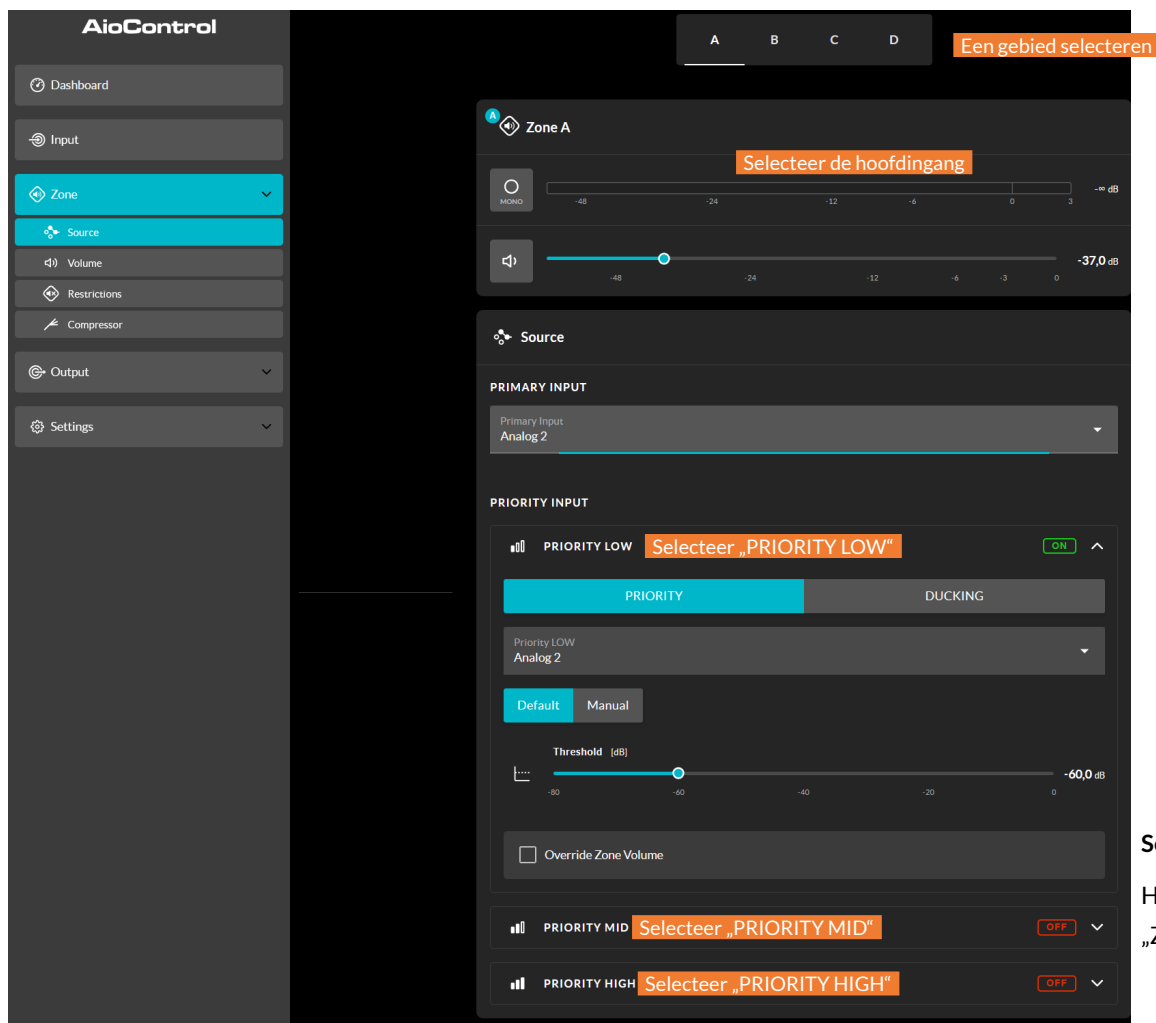 AioControl
Dashboard
Input
Zone
Source
Volume
Restrictions
Compressor
Output
Settings
A B C D
Een gebied selecteren
A
Zone A
Selecteer de hoofdingang
MONO
-48 -24 -12 -6 0 3
-∞ dB
-37,0 dB
-48 -24 -12 -6 -3 0
Source
PRIMARY INPUT
Primary Input
Analog 2
PRIORITY INPUT
PRIORITY LOW Selecteer „PRIORITY LOW“ ON
PRIORITY DUCKING
Priority LOW
Analog 2
Default Manual
Threshold [dB]
-60,0 dB
-80 -60 -40 -20 0
Override Zone Volume
PRIORITY MID Selecteer „PRIORITY MID“ OFF
PRIORITY HIGH Selecteer „PRIORITY HIGH“ OFF